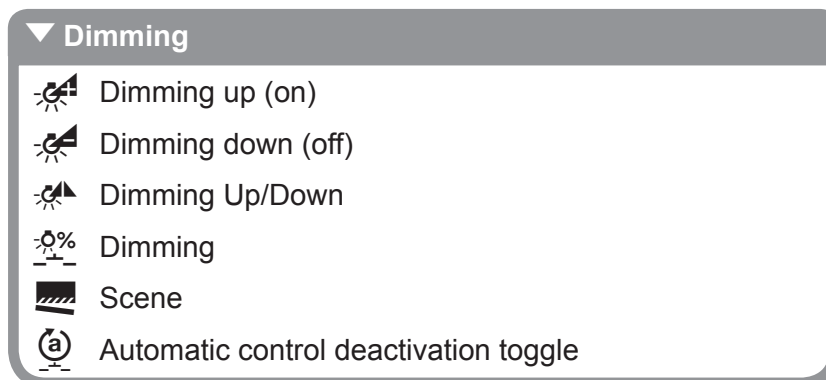 Dimming
Dimming up (on)
Dimming down (off)
Dimming Up/Down
% Dimming
Scene
a Automatic control deactivation toggle